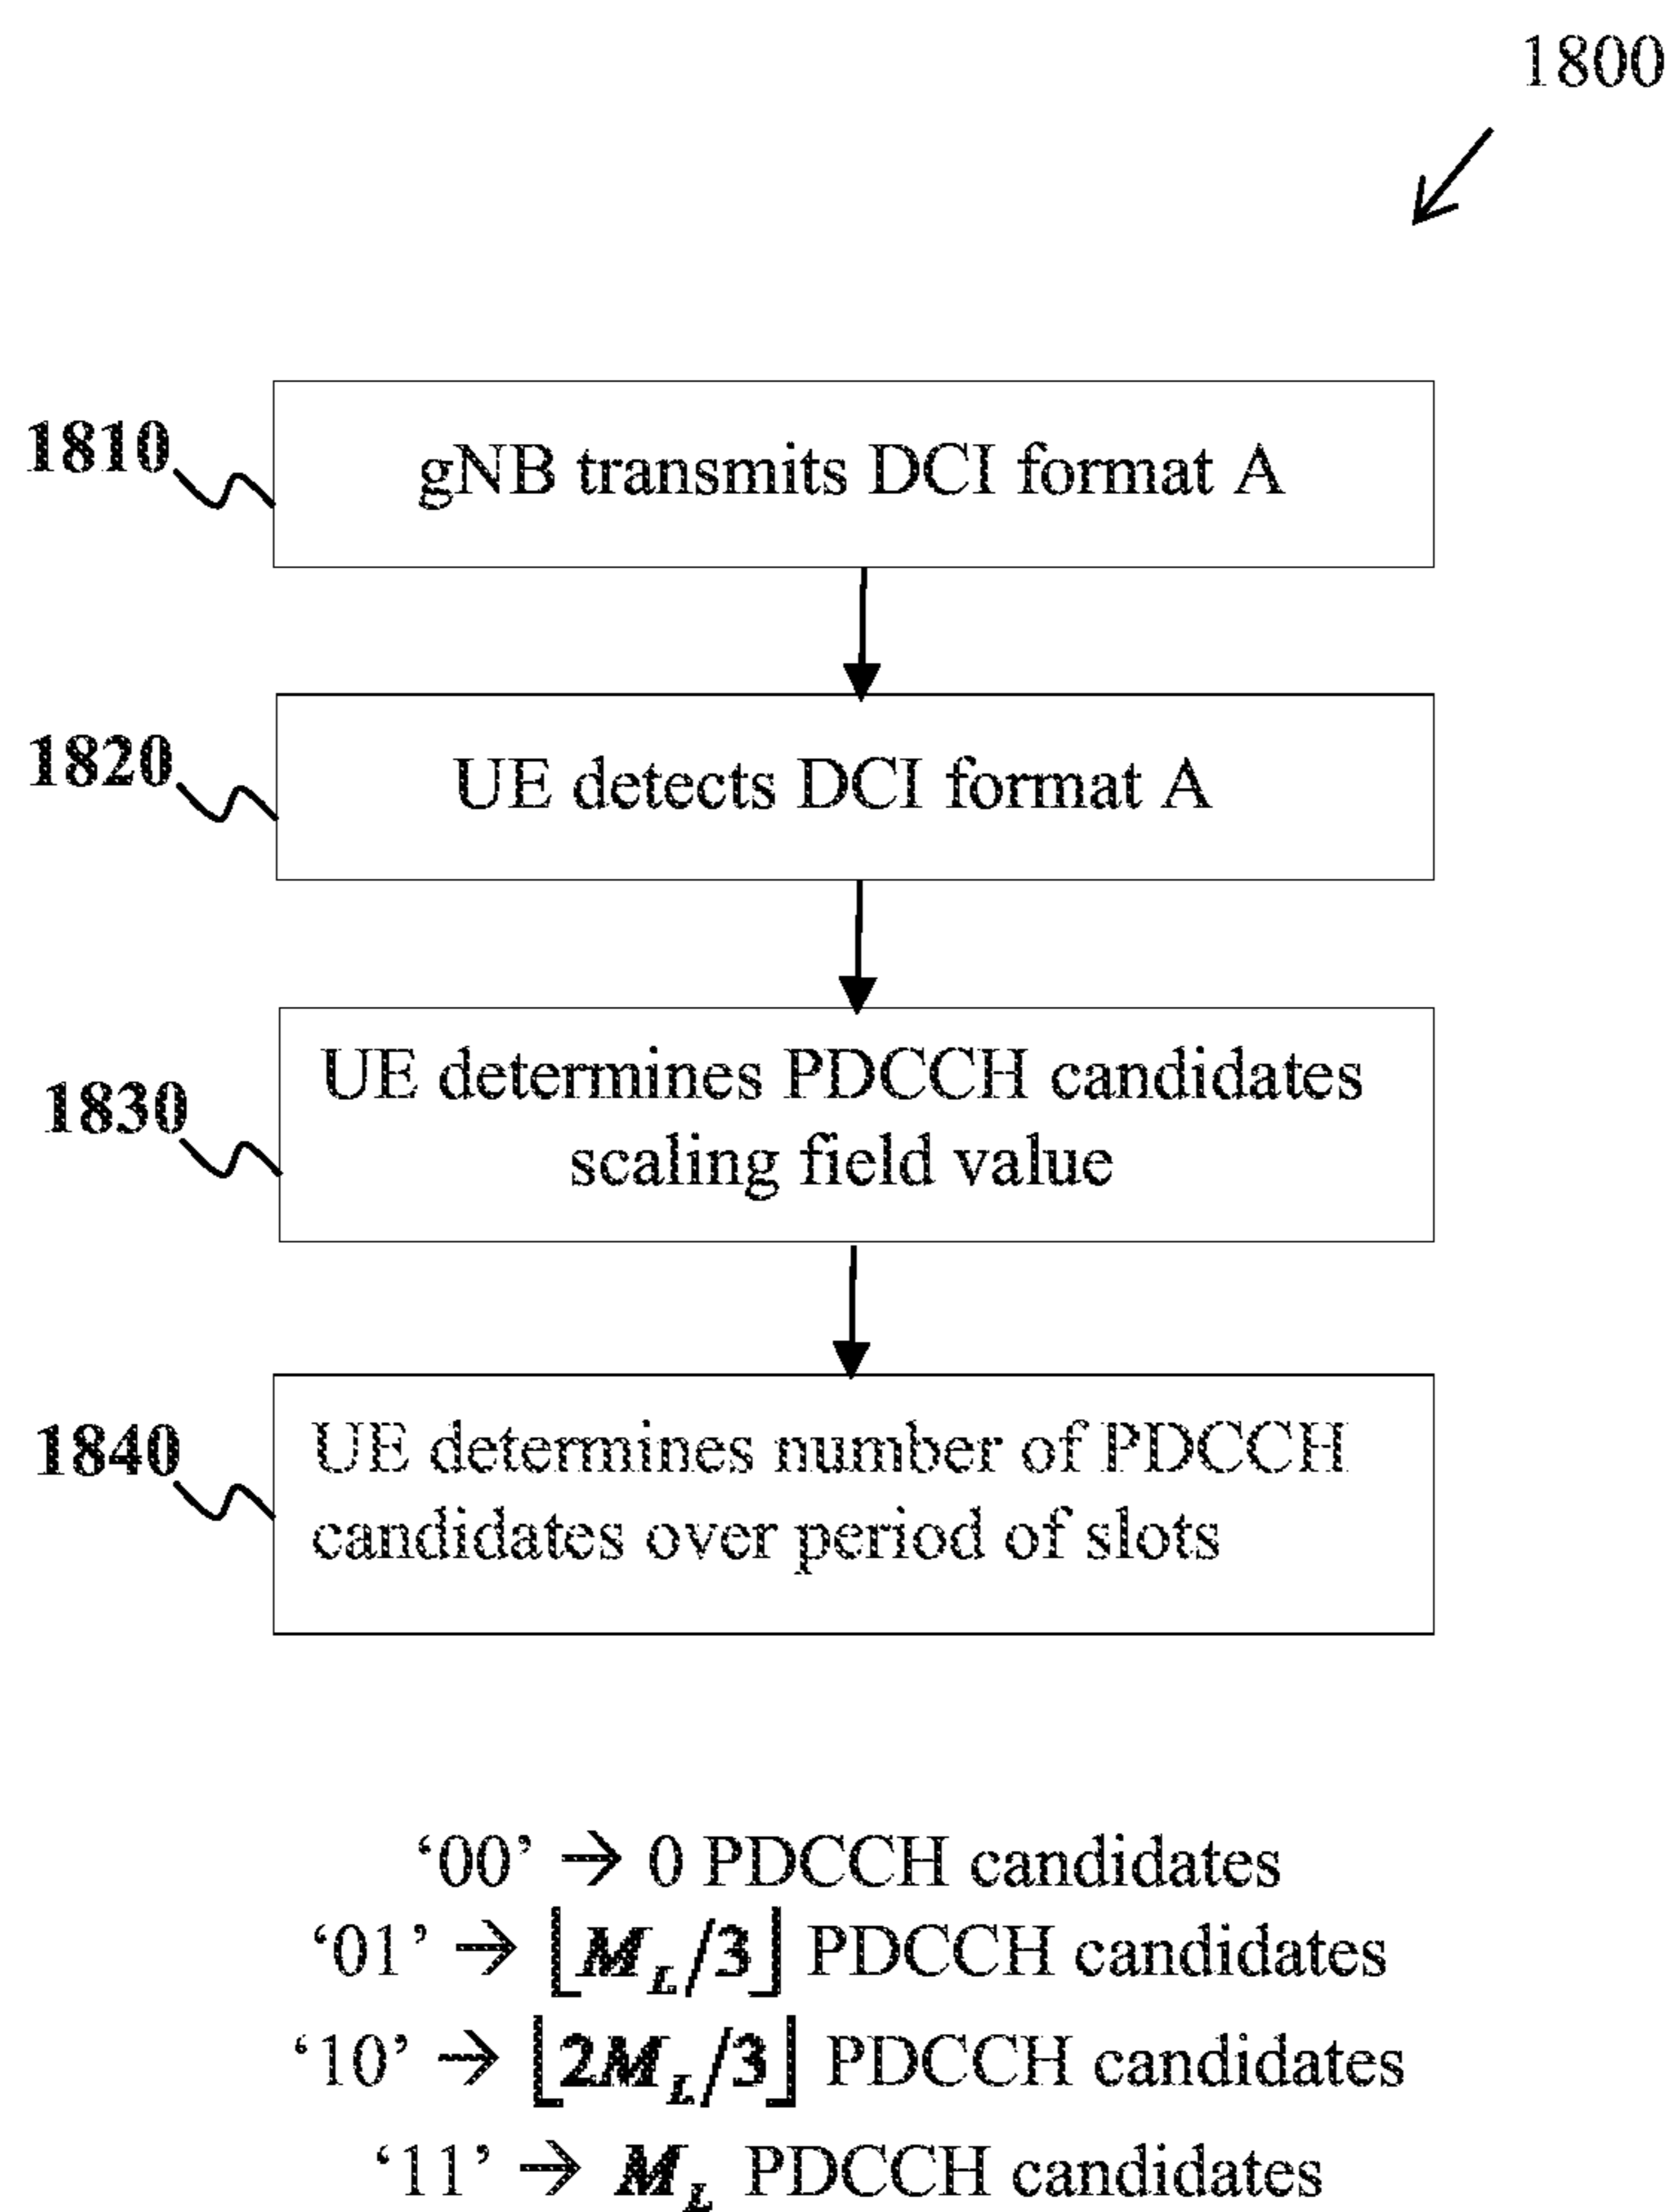 1800
1810
gNB transmits DCI format A
1820
UE detects DCI format A
1830
UE determines PDCCH candidates
scaling field value
1840
UE determines number of PDCCH
candidates over period of slots
‘00’ → 0 PDCCH candidates
‘01’ → ⌊M_L/3⌋ PDCCH candidates
‘10’ → ⌊2M_L/3⌋ PDCCH candidates
‘11’ → M_L PDCCH candidates